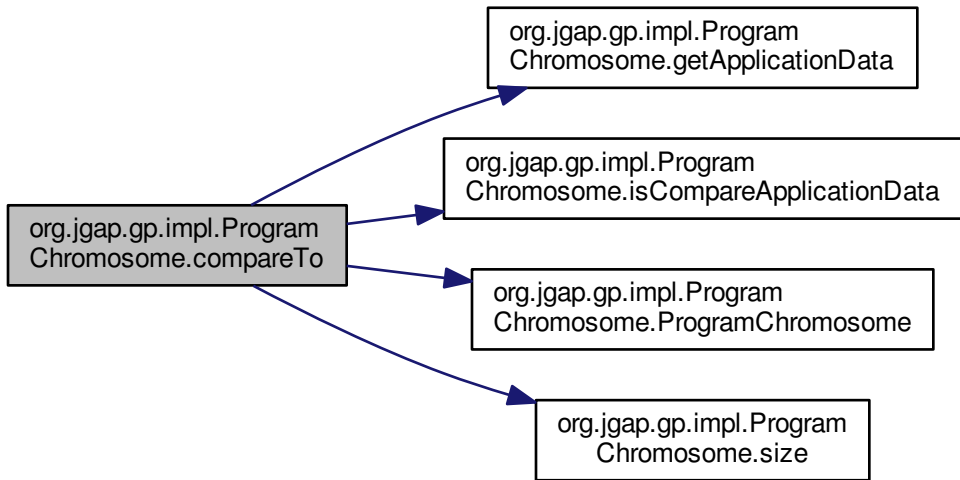 org.jgap.gp.impl.Program
Chromosome.getApplicationData
org.jgap.gp.impl.Program
Chromosome.isCompareApplicationData
org.jgap.gp.impl.Program
Chromosome.compareTo
org.jgap.gp.impl.Program
Chromosome.ProgramChromosome
org.jgap.gp.impl.Program
Chromosome.size